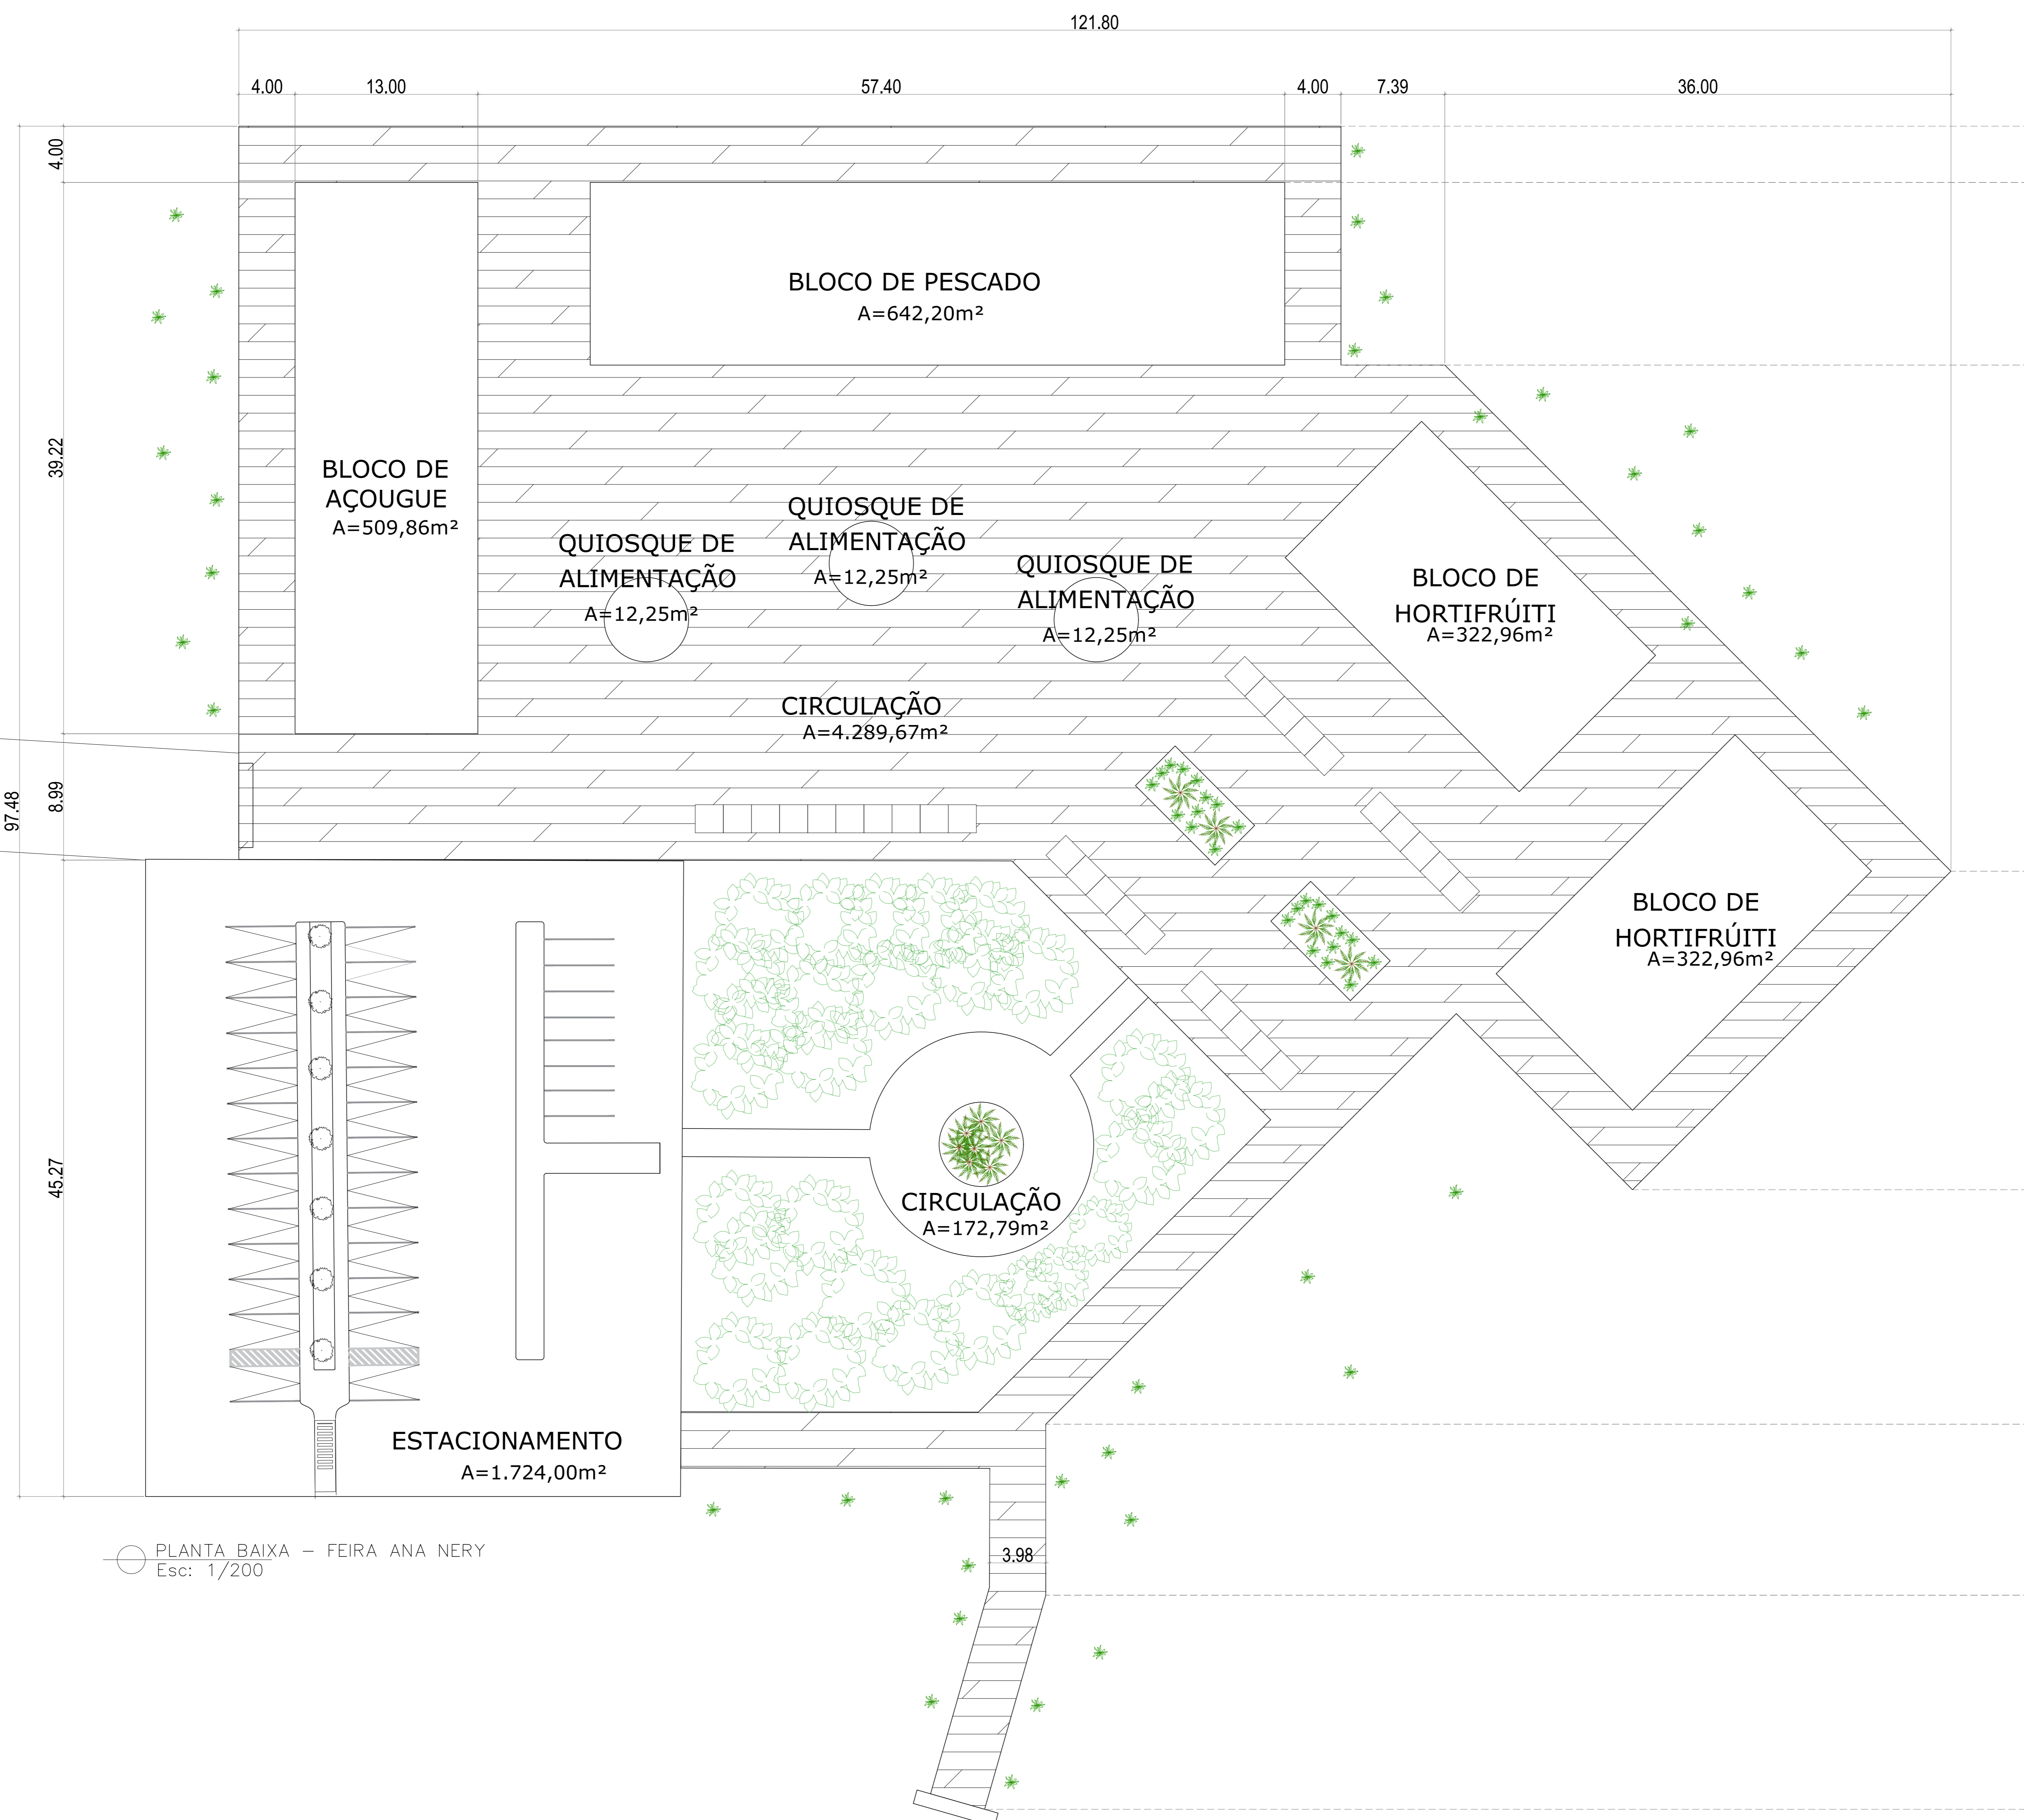 121.80
4.00
13.00
57.40
4.00
7.39
36.00
4.00
39.22
8.99
97.48
45.27
BLOCO DE PESCADO
A=642,20m²
BLOCO DE
AÇOUGUE
A=509,86m²
QUIOSQUE DE
ALIMENTAÇÃO
A=12,25m²
QUIOSQUE DE
ALIMENTAÇÃO
A=12,25m²
QUIOSQUE DE
ALIMENTAÇÃO
A=12,25m²
BLOCO DE
HORTIFRÚITI
A=322,96m²
CIRCULAÇÃO
A=4.289,67m²
BLOCO DE
HORTIFRÚITI
A=322,96m²
CIRCULAÇÃO
A=172,79m²
ESTACIONAMENTO
A=1.724,00m²
3.98
PLANTA BAIXA – FEIRA ANA NERY
Esc: 1/200